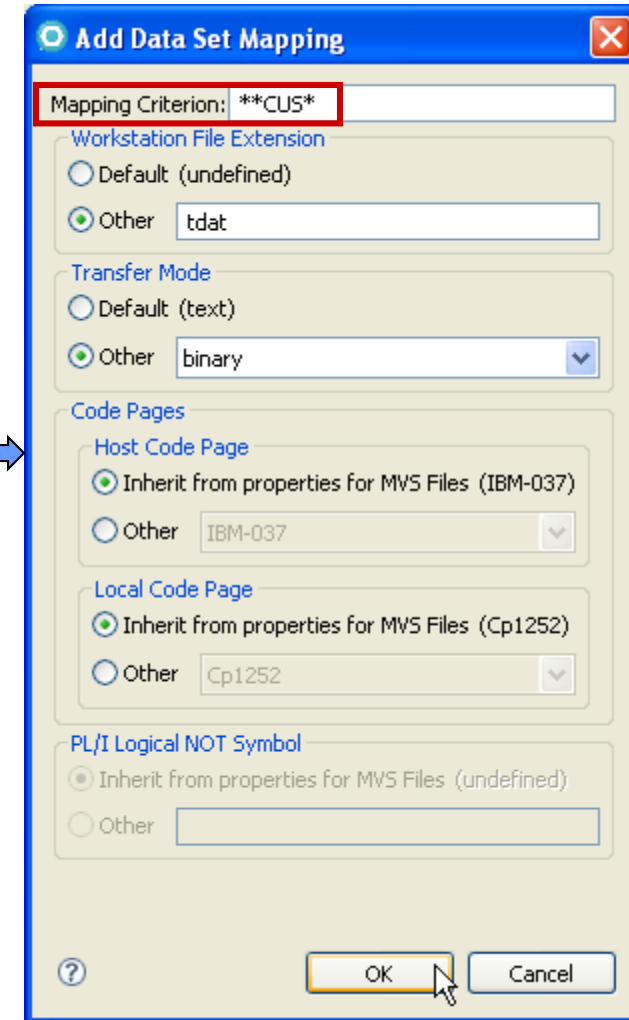 Add Data Set Mapping
Mapping Criterion: **CUS*
Workstation File Extension
Default (undefined)
Other tdat
Transfer Mode
Default (text)
Other binary
Code Pages
Host Code Page
Inherit from properties for MVS Files (IBM-037)
Other IBM-037
Local Code Page
Inherit from properties for MVS Files (Cp1252)
Other Cp1252
PL/I Logical NOT Symbol
Inherit from properties for MVS Files (undefined)
Other
? OK Cancel